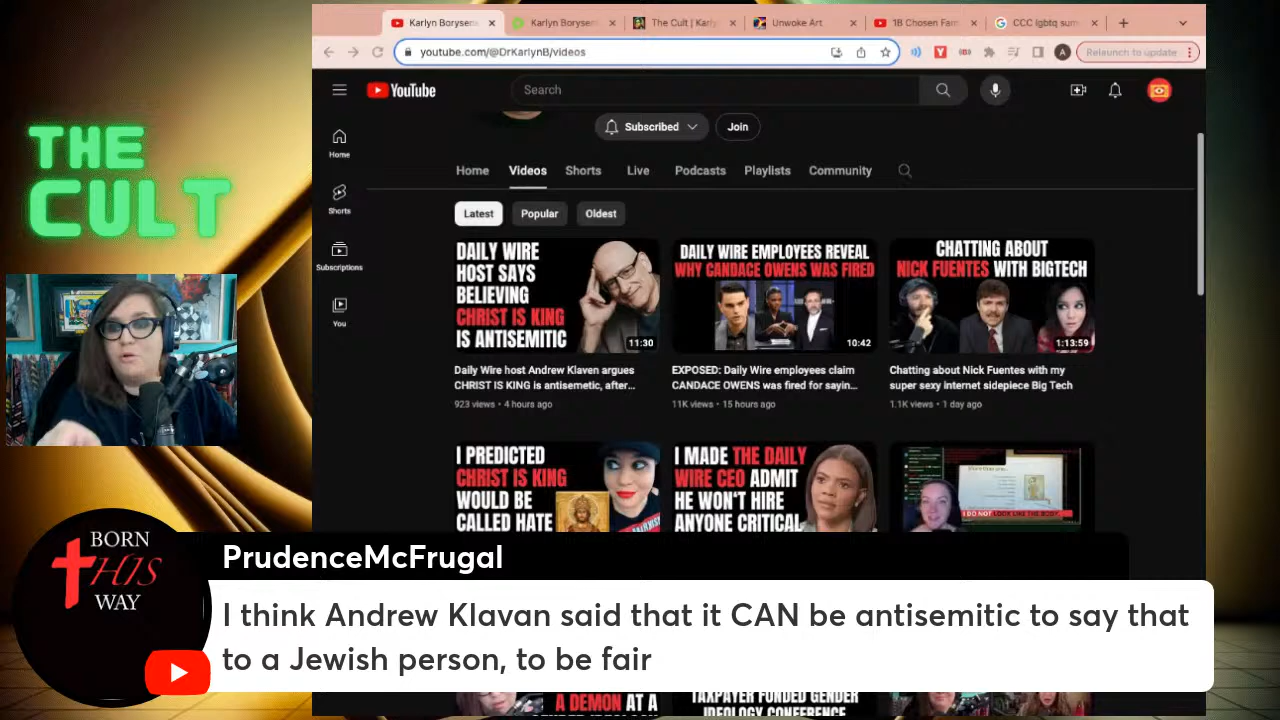 Karlyn Borysen
Karlyn Borysen
The Cult | Karly
Unwoke Art
1B Chosen Fam
CCC lgbtq sum
youtube.com/@DrKarlynB/videos
A
Relaunch to update
YouTube
Search
Subscribed
Join
THE
CULT
Home
Shorts
Subscriptions
You
Home
Videos
Shorts
Live
Podcasts
Playlists
Community
Latest
Popular
Oldest
DAILY WIRE
HOST SAYS
BELIEVING
CHRIST IS KING
IS ANTISEMITIC
11:30
Daily Wire host Andrew Klaven argues
CHRIST IS KING is antisemetic, after...
923 views • 4 hours ago
DAILY WIRE EMPLOYEES REVEAL
WHY CANDACE OWENS WAS FIRED
10:42
EXPOSED: Daily Wire employees claim
CANDACE OWENS was fired for sayin...
11K views • 15 hours ago
CHATTING ABOUT
NICK FUENTES WITH BIGTECH
1:13:59
Chatting about Nick Fuentes with my
super sexy internet sidepiece Big Tech
1.1K views • 1 day ago
I PREDICTED
CHRIST IS KING
WOULD BE
CALLED HATE
I MADE THE DAILY
WIRE CEO ADMIT
HE WON'T HIRE
ANYONE CRITICAL
I DO NOT LOOK LIKE THE
BORN
THIS
WAY
PrudenceMcFrugal
I think Andrew Klavan said that it CAN be antisemitic to say that
to a Jewish person, to be fair
A DEMON AT A
TAXPAYER FUNDED GENDER
IDEOLOGY CONFERENCE